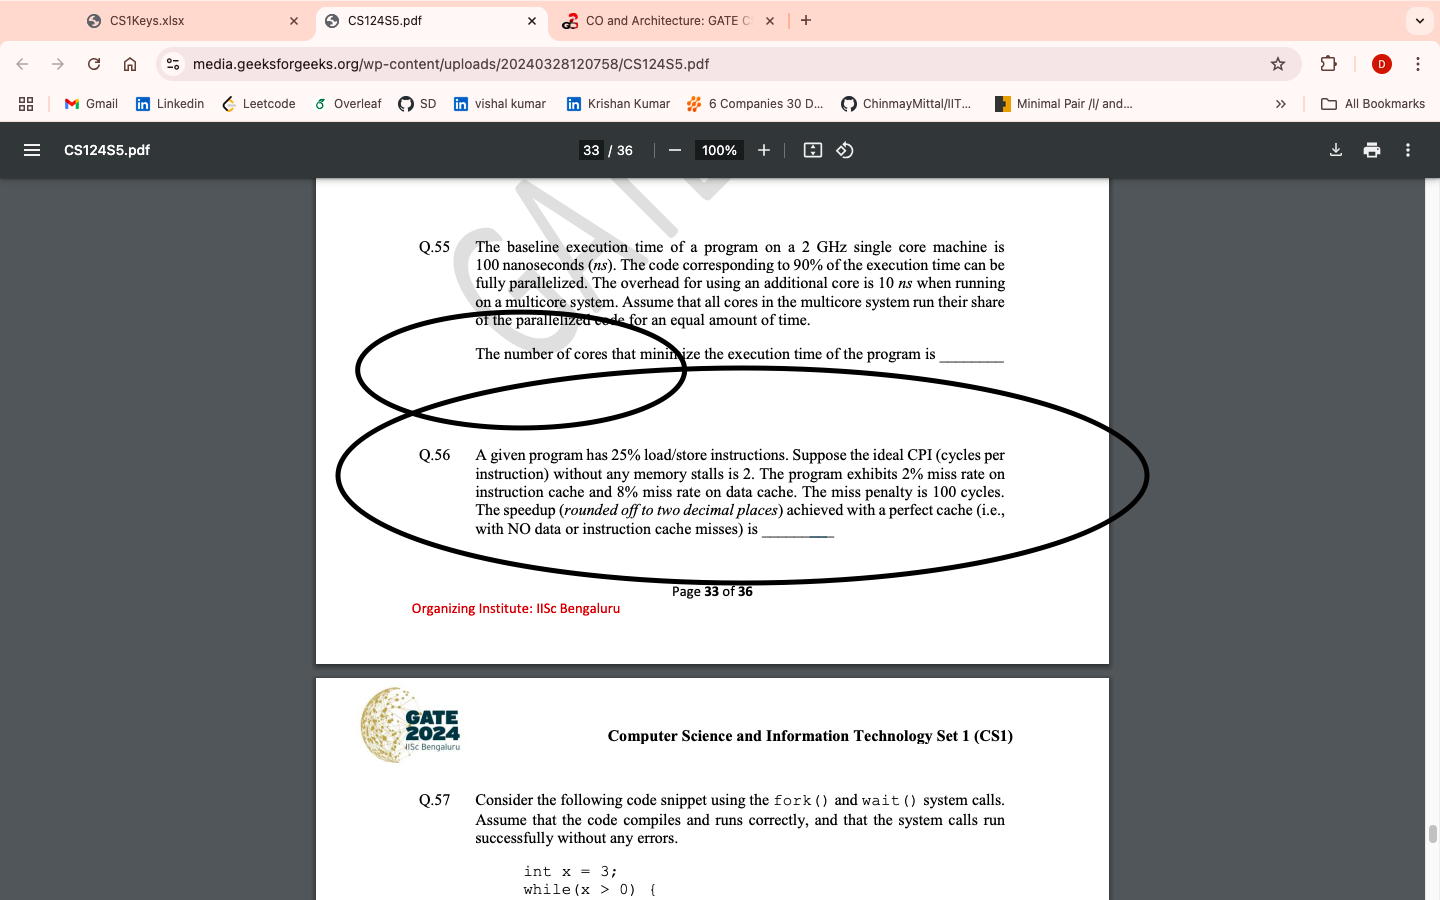 CS1Keys.xlsx
CS124S5.pdf
CO and Architecture: GATE C
media.geeksforgeeks.org/wp-content/uploads/20240328120758/CS124S5.pdf
D
Gmail
Linkedin
Leetcode
Overleaf
SD
vishal kumar
Krishan Kumar
6 Companies 30 D...
ChinmayMittal/IIT...
Minimal Pair /l/ and...
All Bookmarks
CS124S5.pdf
33 / 36
100%
GATE
Q.55 The baseline execution time of a program on a 2 GHz single core machine is
100 nanoseconds (ns). The code corresponding to 90% of the execution time can be
fully parallelized. The overhead for using an additional core is 10 ns when running
on a multicore system. Assume that all cores in the multicore system run their share
of the parallelized code for an equal amount of time.
The number of cores that minimize the execution time of the program is ________
Q.56 A given program has 25% load/store instructions. Suppose the ideal CPI (cycles per
instruction) without any memory stalls is 2. The program exhibits 2% miss rate on
instruction cache and 8% miss rate on data cache. The miss penalty is 100 cycles.
The speedup (rounded off to two decimal places) achieved with a perfect cache (i.e.,
with NO data or instruction cache misses) is _________
Page 33 of 36
Organizing Institute: IISc Bengaluru
GATE
2024
IISc Bengaluru
Computer Science and Information Technology Set 1 (CS1)
Q.57 Consider the following code snippet using the fork() and wait() system calls.
Assume that the code compiles and runs correctly, and that the system calls run
successfully without any errors.
int x = 3;
while(x > 0) {